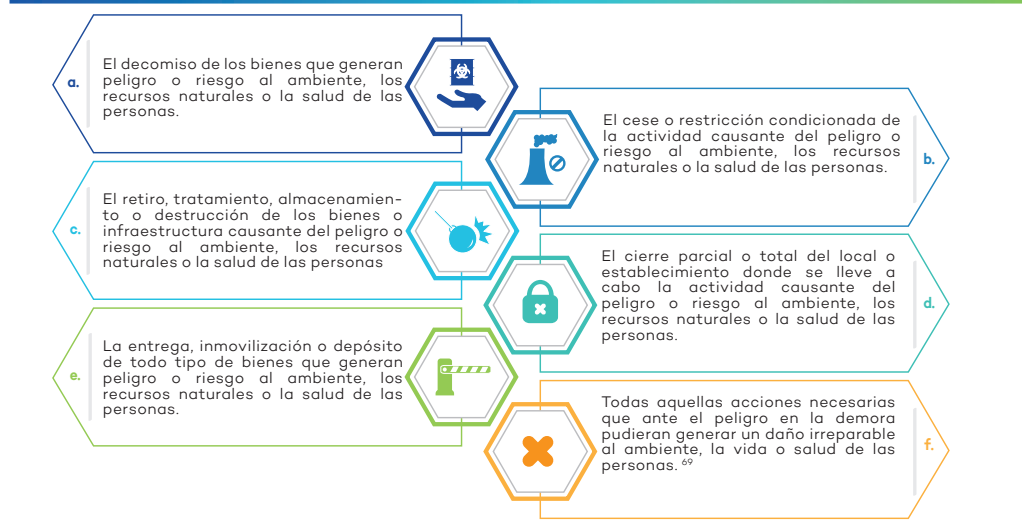 a.
El decomiso de los bienes que generan
peligro o riesgo al ambiente, los
recursos naturales o la salud de las
personas.
b.
El cese o restricción condicionada de
la actividad causante del peligro o
riesgo al ambiente, los recursos
naturales o la salud de las personas.
c.
El retiro, tratamiento, almacenamien-
to o destrucción de los bienes o
infraestructura causante del peligro o
riesgo al ambiente, los recursos
naturales o la salud de las personas
d.
El cierre parcial o total del local o
establecimiento donde se lleve a
cabo la actividad causante del
peligro o riesgo al ambiente, los
recursos naturales o la salud de las
personas.
e.
La entrega, inmovilización o depósito
de todo tipo de bienes que generan
peligro o riesgo al ambiente, los
recursos naturales o la salud de las
personas.
f.
Todas aquellas acciones necesarias
que ante el peligro en la demora
pudieran generar un daño irreparable
al ambiente, la vida o salud de las
personas. 69